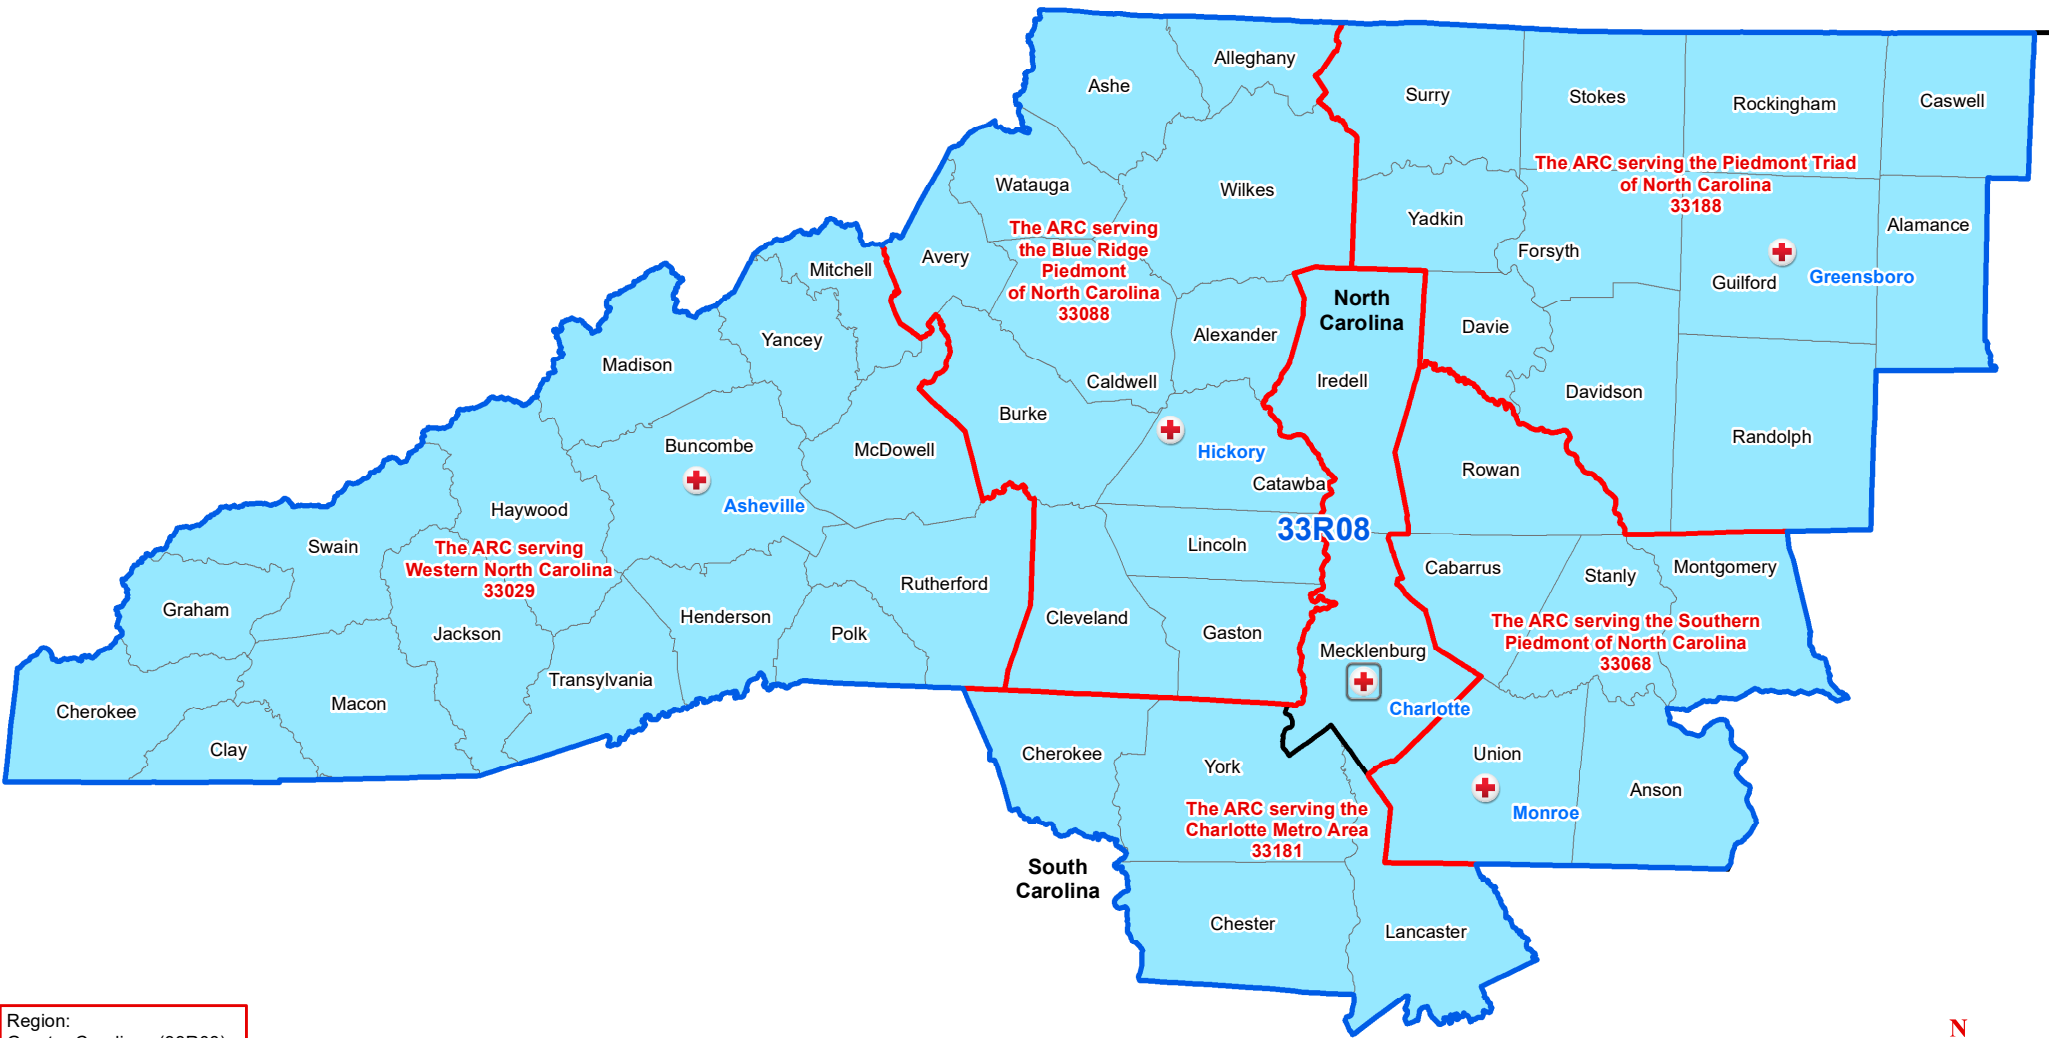 Alleghany
Ashe
Surry
Stokes
Rockingham
Caswell
The ARC serving the Piedmont Triad
of North Carolina
33188
Watauga
Wilkes
Yadkin
Forsyth
Alamance
Guilford
Greensboro
The ARC serving
the Blue Ridge
Piedmont
of North Carolina
33088
Avery
Mitchell
North
Carolina
Yancey
Alexander
Davie
Madison
Caldwell
Iredell
Davidson
Burke
Randolph
Buncombe
McDowell
Hickory
Rowan
Catawba
Asheville
Haywood
33R08
Swain
Lincoln
The ARC serving
Western North Carolina
33029
Cabarrus
Stanly
Montgomery
Rutherford
Graham
Henderson
Cleveland
Gaston
Polk
Jackson
The ARC serving the Southern
Piedmont of North Carolina
33068
Mecklenburg
Transylvania
Macon
Cherokee
Charlotte
Clay
Cherokee
York
Union
Anson
The ARC serving the
Charlotte Metro Area
33181
Monroe
South
Carolina
Chester
Lancaster
Region:
N